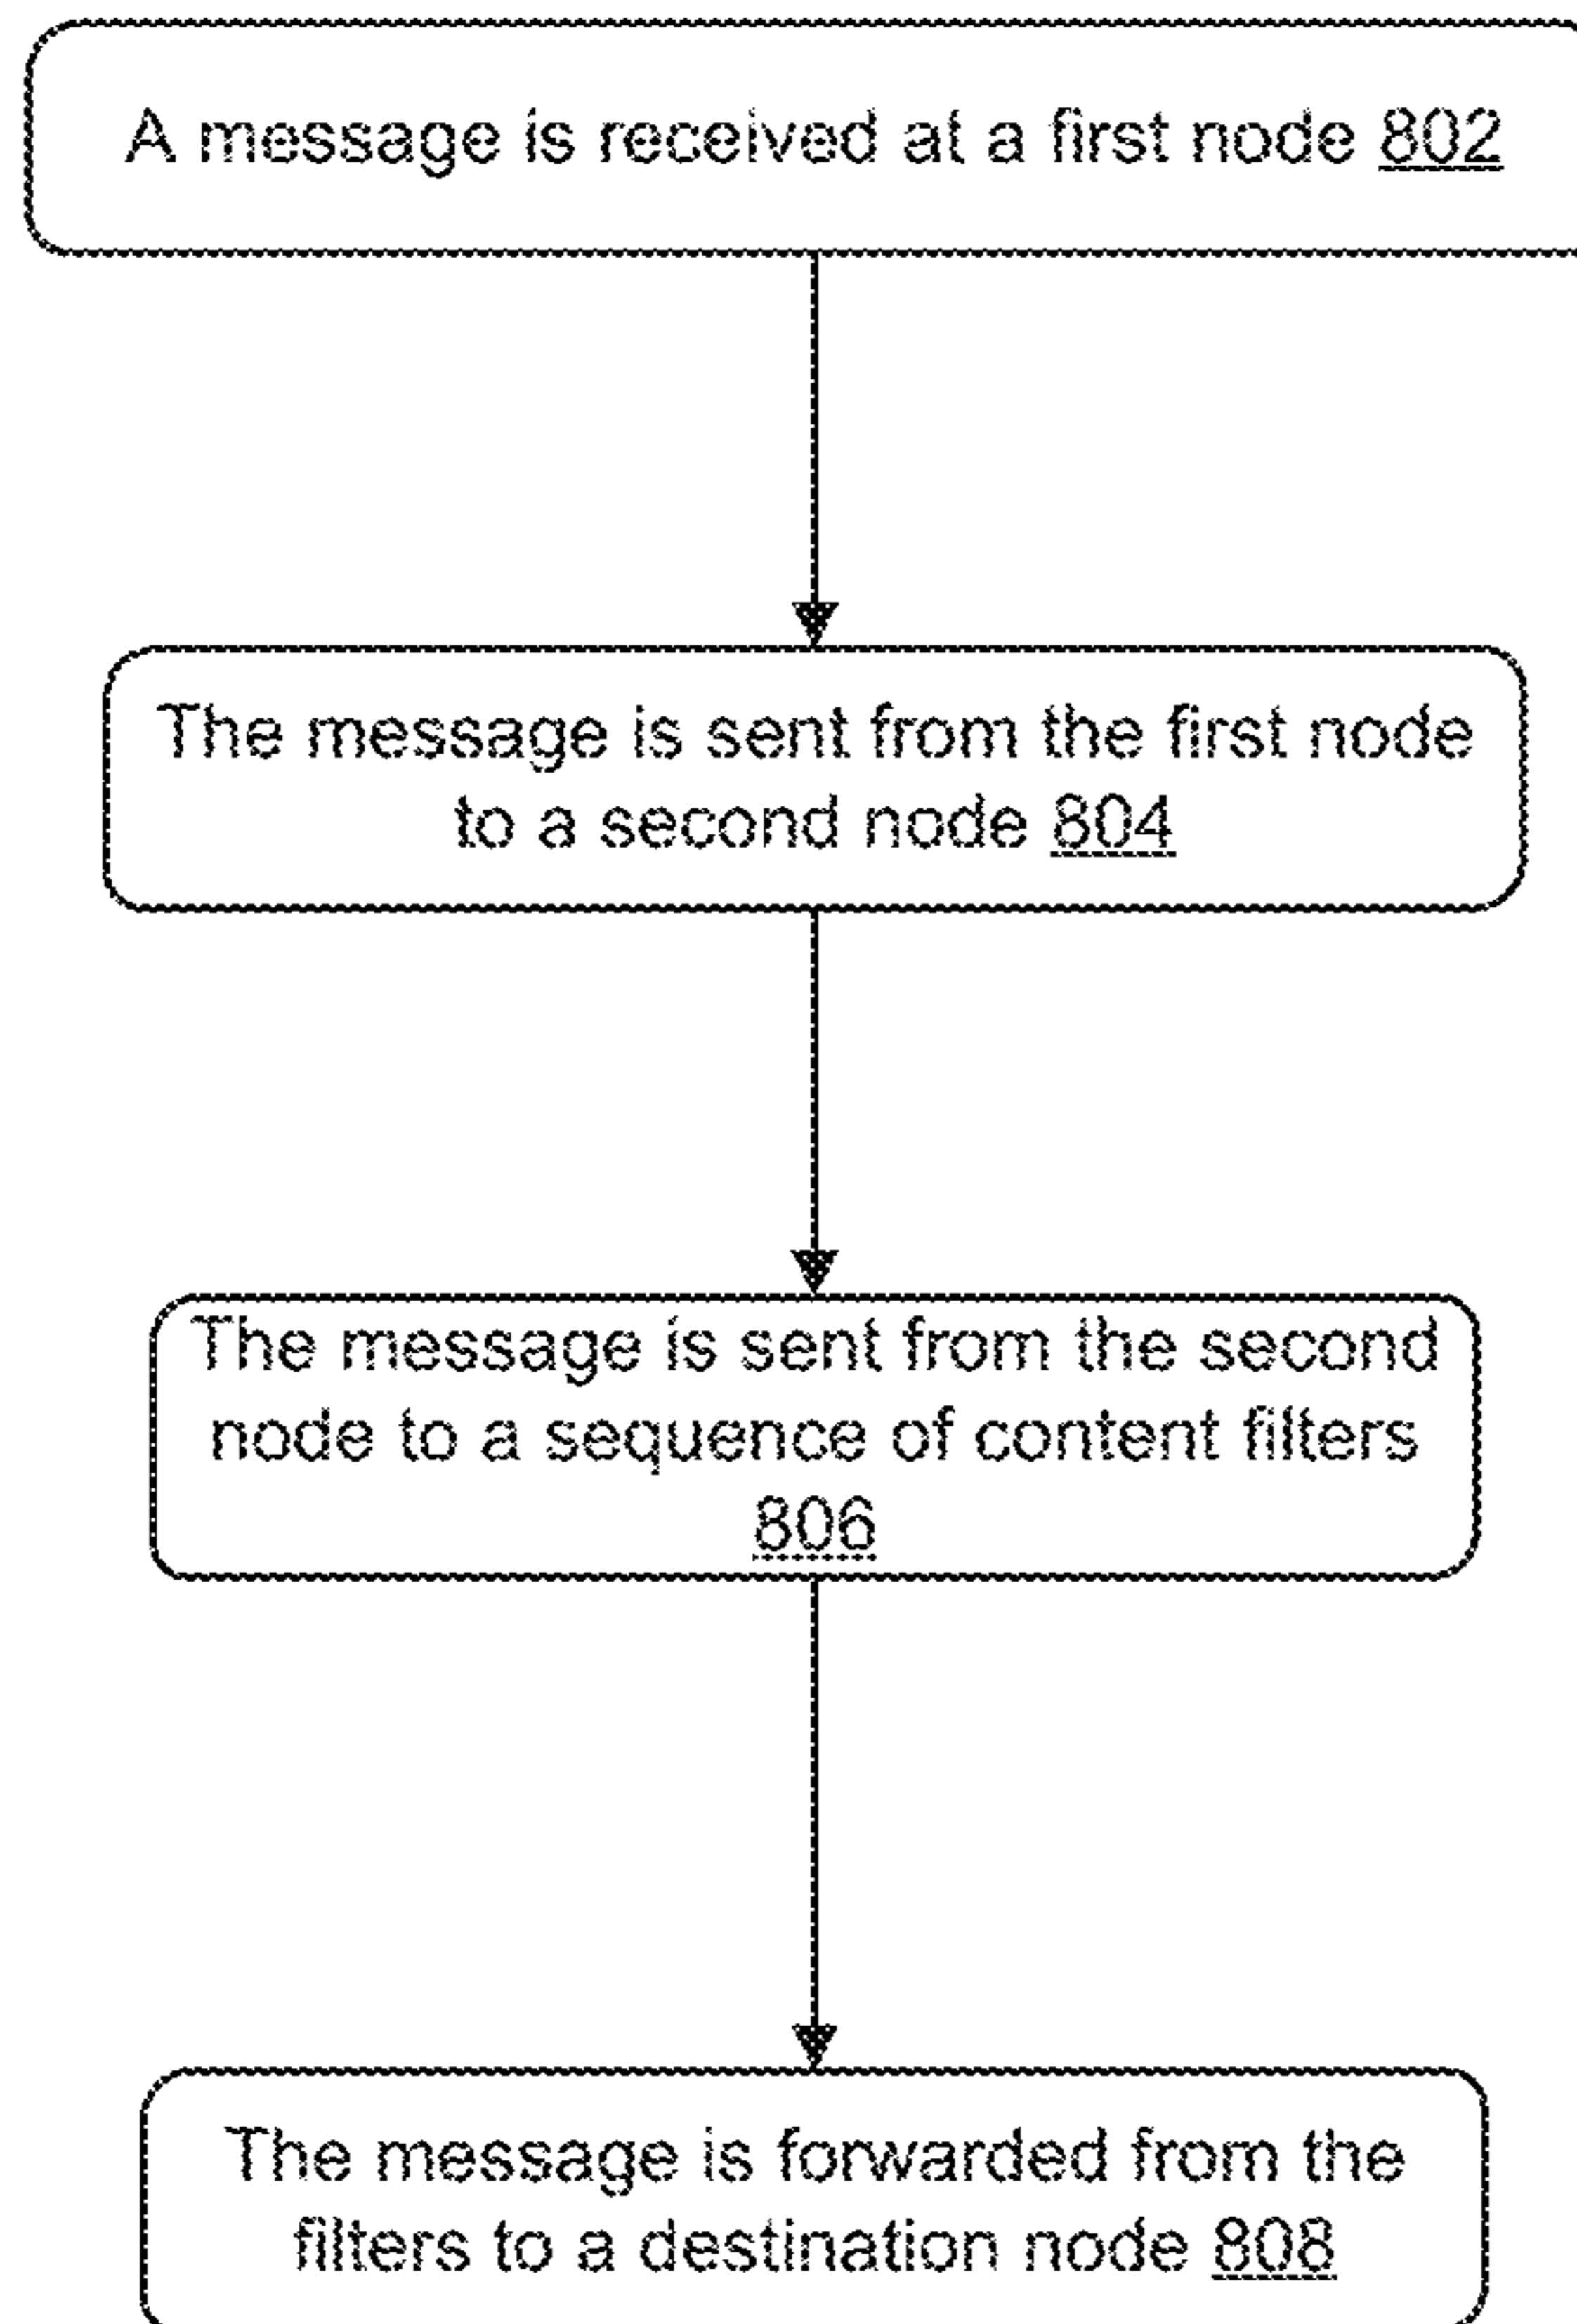 A message is received at a first node 802
The message is sent from the first node
to a second node 804
The message is sent from the second
node to a sequence of content filters
806
The message is forwarded from the
filters to a destination node 808